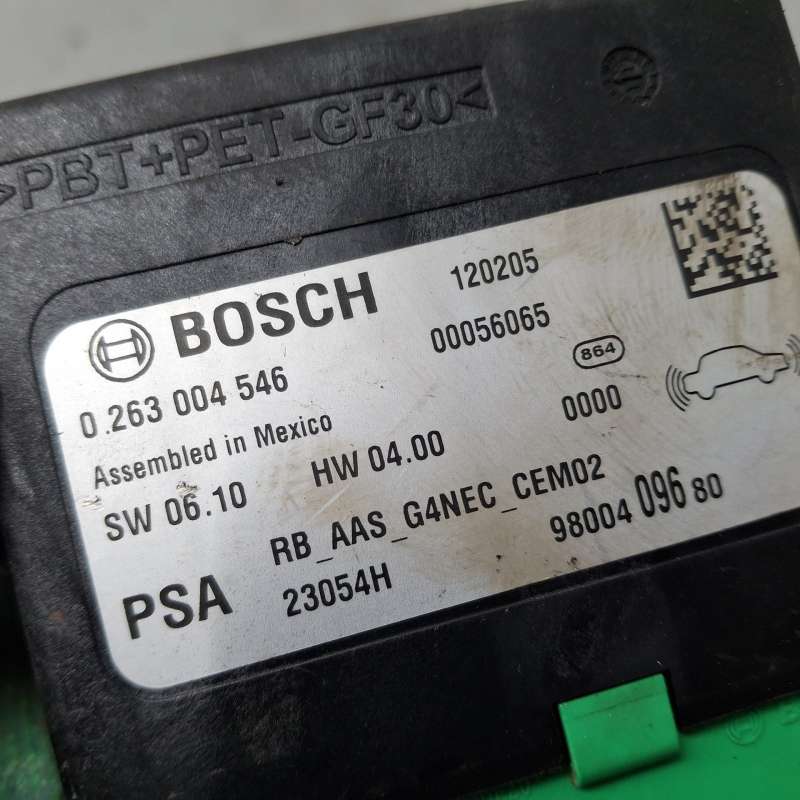 >PBT+PET-GF30<
BOSCH
120205
00056065
0 263 004 546
864
Assembled in Mexico
0000
SW 06.10
HW 04.00
RB_AAS_G4NEC_CEM02
PSA
23054H
98004 096 80